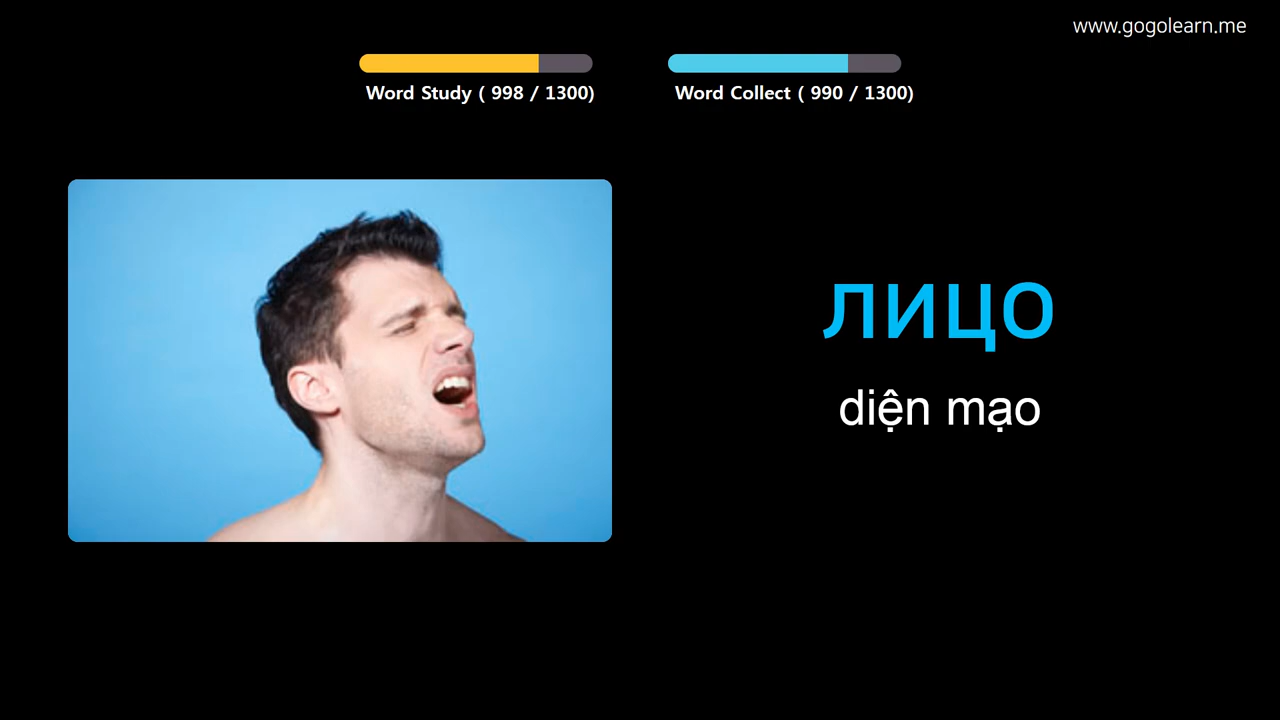 www.gogolearn.me
Word Study ( 998 / 1300)
Word Collect ( 990 / 1300)
лицо
diện mạo